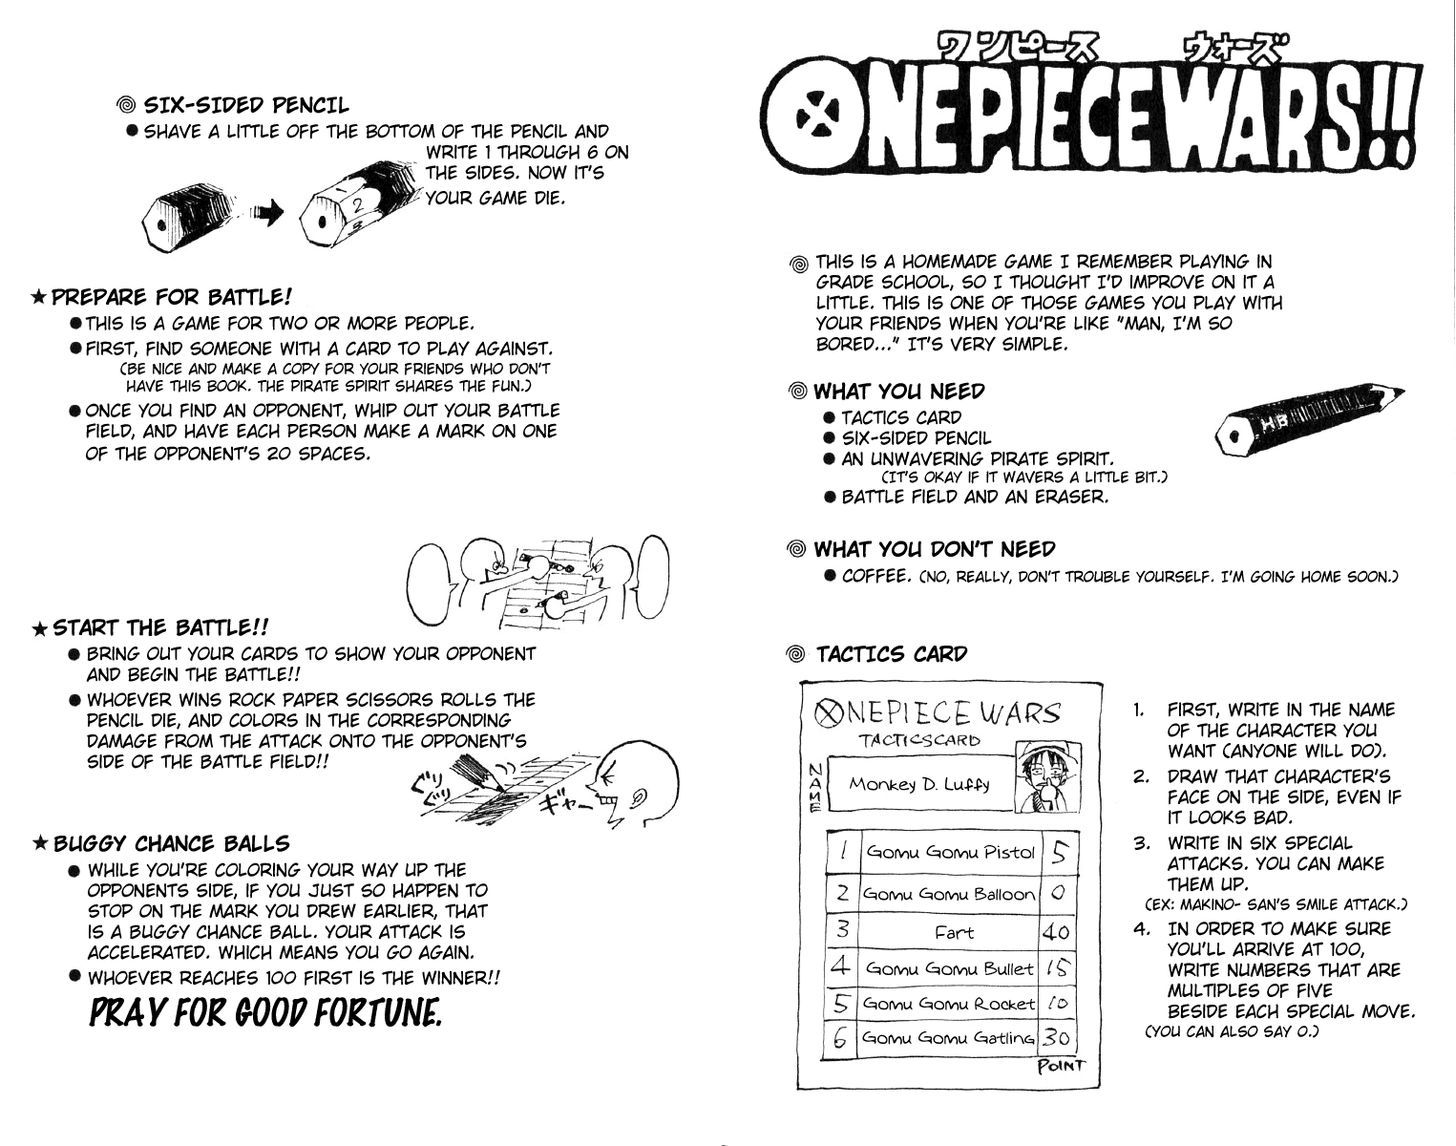 ワンピース ウォーズ
ONE PIECE WARS!!
THIS IS A HOMEMADE GAME I REMEMBER PLAYING IN
GRADE SCHOOL, SO I THOUGHT I'D IMPROVE ON IT A
LITTLE. THIS IS ONE OF THOSE GAMES YOU PLAY WITH
YOUR FRIENDS WHEN YOU'RE LIKE "MAN, I'M SO
BORED..." IT'S VERY SIMPLE.
WHAT YOU NEED
● TACTICS CARD
● SIX-SIDED PENCIL
● AN UNWAVERING PIRATE SPIRIT.
(IT'S OKAY IF IT WAVERS A LITTLE BIT.)
● BATTLE FIELD AND AN ERASER.
HB
WHAT YOU DON'T NEED
● COFFEE. (NO, REALLY, DON'T TROUBLE YOURSELF. I'M GOING HOME SOON.)
TACTICS CARD
ONE PIECE WARS
TACTICS CARD
NAME
Monkey D. Luffy
1 Gomu Gomu Pistol 5
2 Gomu Gomu Balloon 0
3 Fart 40
4 Gomu Gomu Bullet 15
5 Gomu Gomu Rocket 10
6 Gomu Gomu Gatling 30
POINT
1. FIRST, WRITE IN THE NAME
OF THE CHARACTER YOU
WANT (ANYONE WILL DO).
2. DRAW THAT CHARACTER'S
FACE ON THE SIDE, EVEN IF
IT LOOKS BAD.
3. WRITE IN SIX SPECIAL
ATTACKS. YOU CAN MAKE
THEM UP.
(EX: MAKINO- SAN'S SMILE ATTACK.)
4. IN ORDER TO MAKE SURE
YOU'LL ARRIVE AT 100,
WRITE NUMBERS THAT ARE
MULTIPLES OF FIVE
BESIDE EACH SPECIAL MOVE.
(YOU CAN ALSO SAY 0.)
SIX-SIDED PENCIL
● SHAVE A LITTLE OFF THE BOTTOM OF THE PENCIL AND
WRITE 1 THROUGH 6 ON
THE SIDES. NOW IT'S
YOUR GAME DIE.
1
2
3
★ PREPARE FOR BATTLE!
● THIS IS A GAME FOR TWO OR MORE PEOPLE.
● FIRST, FIND SOMEONE WITH A CARD TO PLAY AGAINST.
(BE NICE AND MAKE A COPY FOR YOUR FRIENDS WHO DON'T
HAVE THIS BOOK. THE PIRATE SPIRIT SHARES THE FUN.)
● ONCE YOU FIND AN OPPONENT, WHIP OUT YOUR BATTLE
FIELD, AND HAVE EACH PERSON MAKE A MARK ON ONE
OF THE OPPONENT'S 20 SPACES.
★ START THE BATTLE!!
● BRING OUT YOUR CARDS TO SHOW YOUR OPPONENT
AND BEGIN THE BATTLE!!
● WHOEVER WINS ROCK PAPER SCISSORS ROLLS THE
PENCIL DIE, AND COLORS IN THE CORRESPONDING
DAMAGE FROM THE ATTACK ONTO THE OPPONENT'S
SIDE OF THE BATTLE FIELD!!
ぐりぐり
ギャー
★ BUGGY CHANCE BALLS
● WHILE YOU'RE COLORING YOUR WAY UP THE
OPPONENTS SIDE, IF YOU JUST SO HAPPEN TO
STOP ON THE MARK YOU DREW EARLIER, THAT
IS A BUGGY CHANCE BALL. YOUR ATTACK IS
ACCELERATED. WHICH MEANS YOU GO AGAIN.
● WHOEVER REACHES 100 FIRST IS THE WINNER!!
PRAY FOR GOOD FORTUNE.